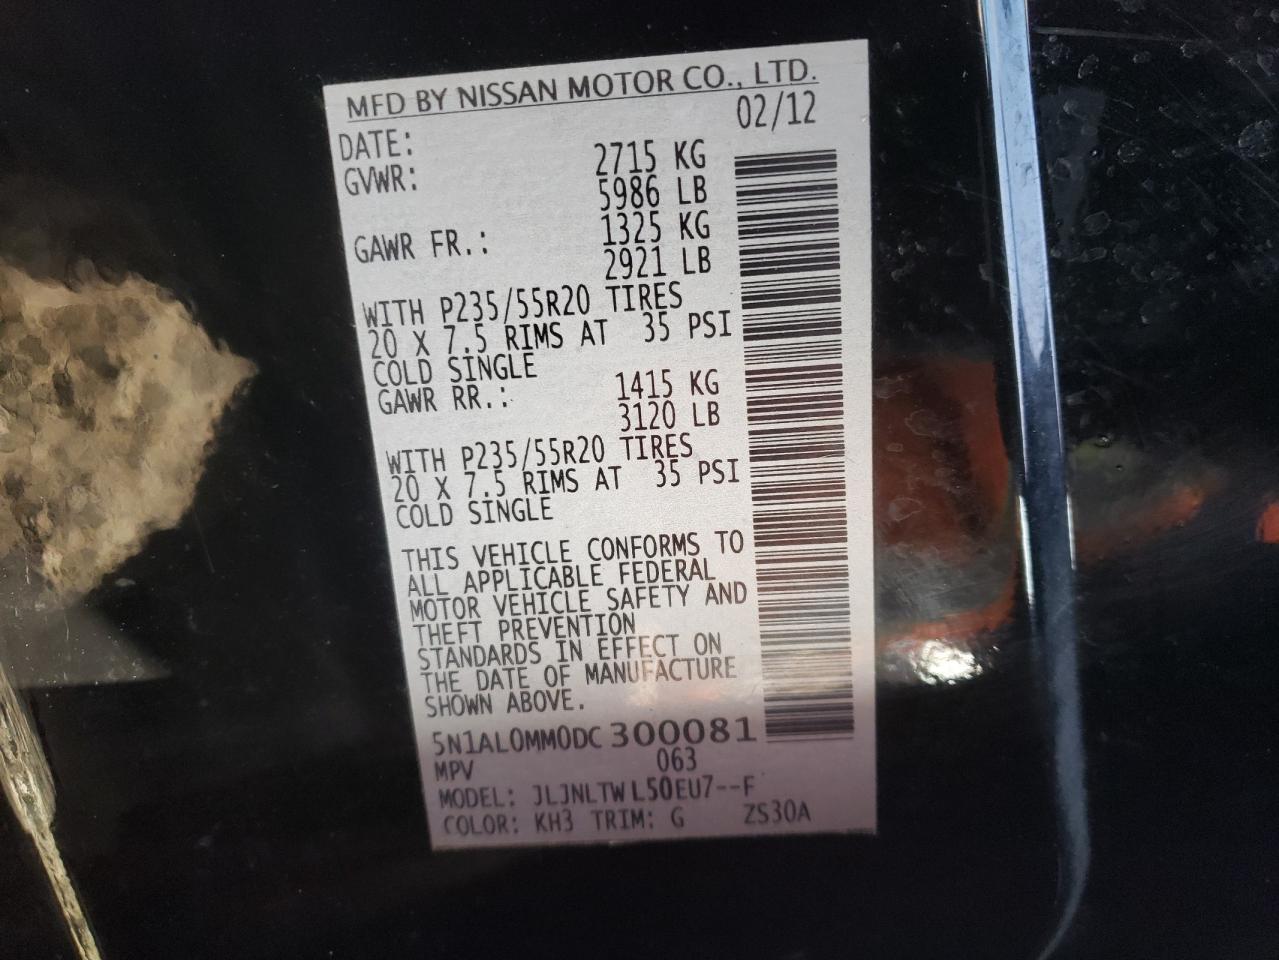 MFD BY NISSAN MOTOR CO., LTD.
DATE: 02/12
GVWR: 2715 KG
5986 LB
GAWR FR.: 1325 KG
2921 LB
WITH P235/55R20 TIRES
20 X 7.5 RIMS AT 35 PSI
COLD SINGLE
GAWR RR.: 1415 KG
3120 LB
WITH P235/55R20 TIRES
20 X 7.5 RIMS AT 35 PSI
COLD SINGLE
THIS VEHICLE CONFORMS TO
ALL APPLICABLE FEDERAL
MOTOR VEHICLE SAFETY AND
THEFT PREVENTION
STANDARDS IN EFFECT ON
THE DATE OF MANUFACTURE
SHOWN ABOVE.
5N1AL0MM0DC300081
MPV 063
MODEL: JLJNLTWL50EU7--F
COLOR: KH3 TRIM: G ZS30A